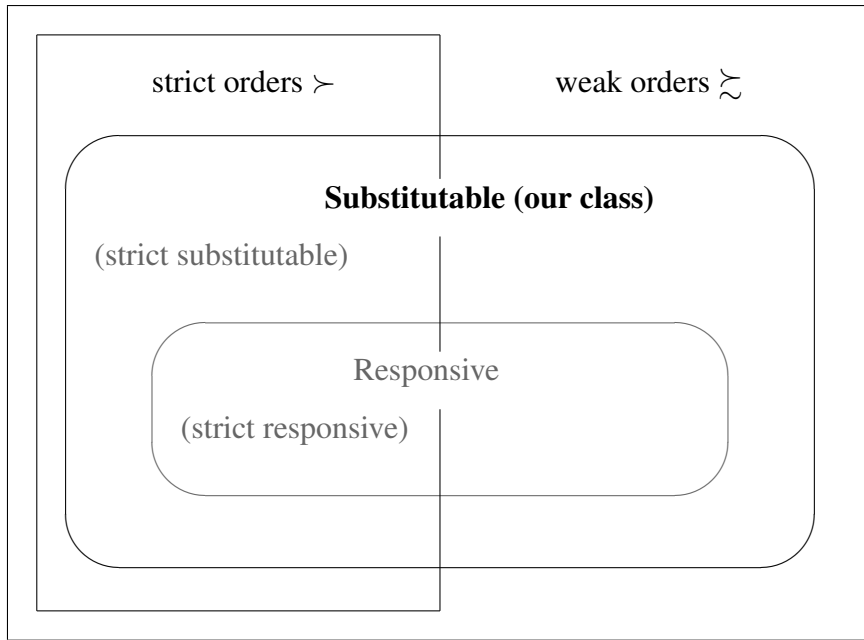 strict orders ≻
weak orders ≿
Substitutable (our class)
(strict substitutable)
Responsive
(strict responsive)